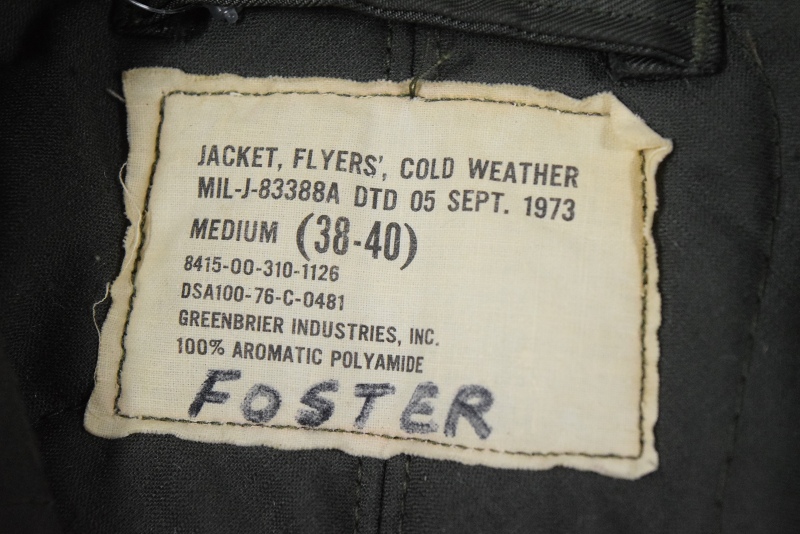 JACKET, FLYERS', COLD WEATHER
MIL-J-83388A DTD 05 SEPT. 1973
MEDIUM (38-40)
8415-00-310-1126
DSA100-76-C-0481
GREENBRIER INDUSTRIES, INC.
100% AROMATIC POLYAMIDE
FOSTER